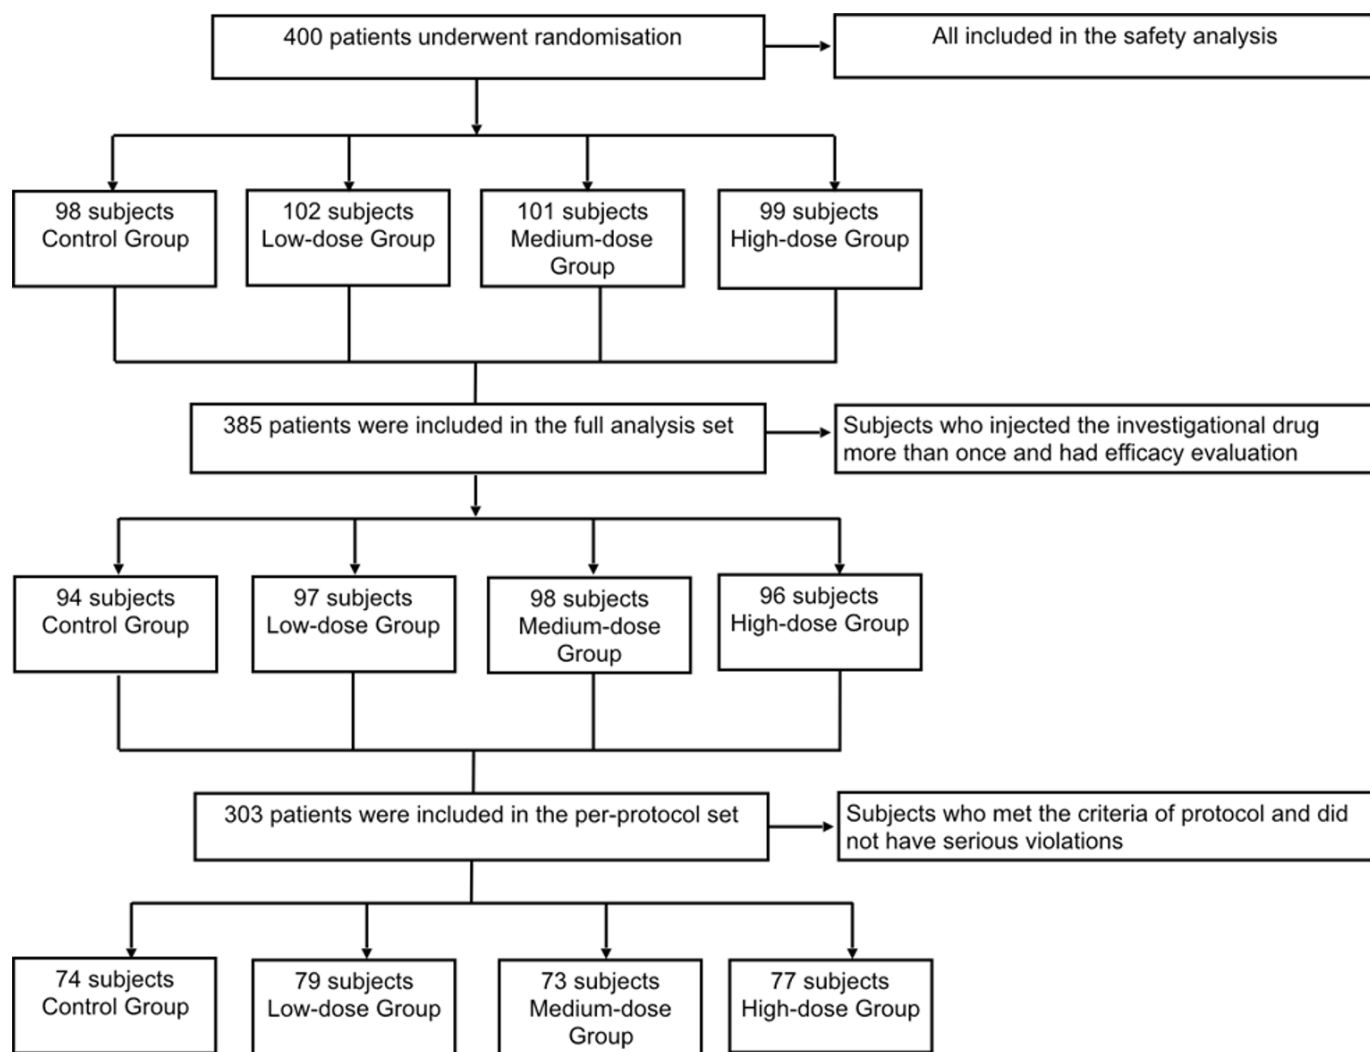 400 patients underwent randomisation
All included in the safety analysis
98 subjects
Control Group
102 subjects
Low-dose Group
101 subjects
Medium-dose
Group
99 subjects
High-dose Group
385 patients were included in the full analysis set
Subjects who injected the investigational drug
more than once and had efficacy evaluation
94 subjects
Control Group
97 subjects
Low-dose Group
98 subjects
Medium-dose
Group
96 subjects
High-dose Group
303 patients were included in the per-protocol set
Subjects who met the criteria of protocol and did
not have serious violations
74 subjects
Control Group
79 subjects
Low-dose Group
73 subjects
Medium-dose
Group
77 subjects
High-dose Group